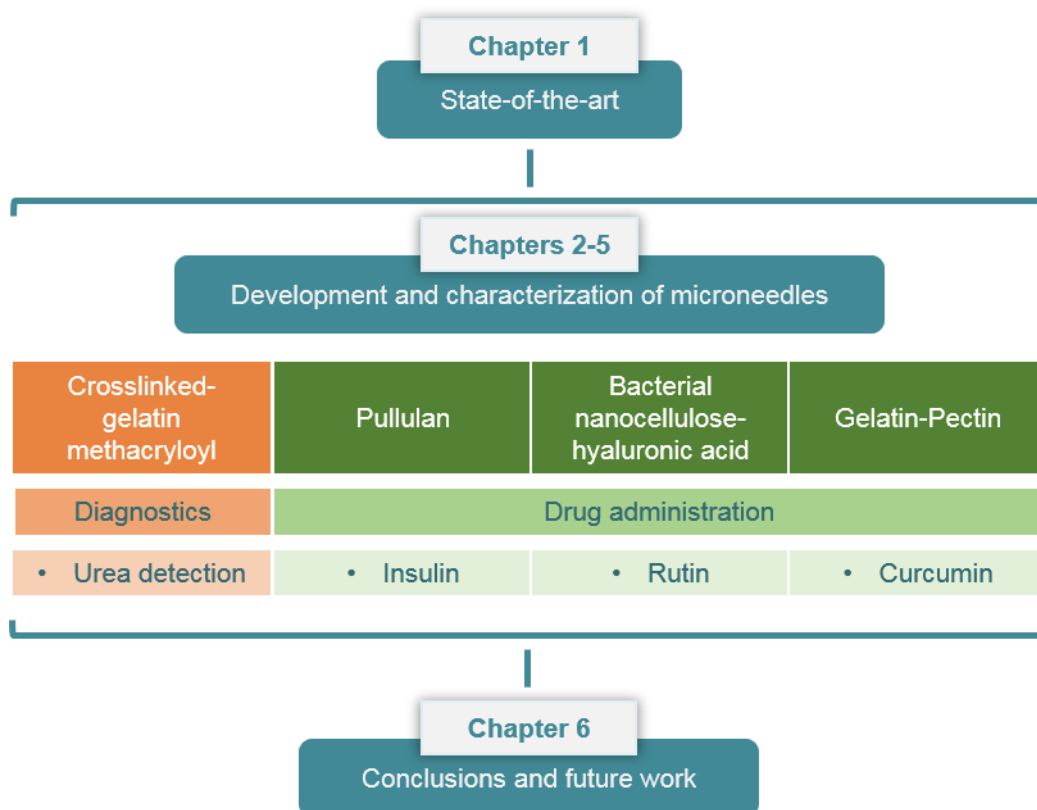 Chapter 1
State-of-the-art
Chapters 2-5
Development and characterization of microneedles
Crosslinked-
gelatin
methacryloyl
Pullulan
Bacterial
nanocellulose-
hyaluronic acid
Gelatin-Pectin
Diagnostics
Drug administration
• Urea detection
• Insulin
• Rutin
• Curcumin
Chapter 6
Conclusions and future work